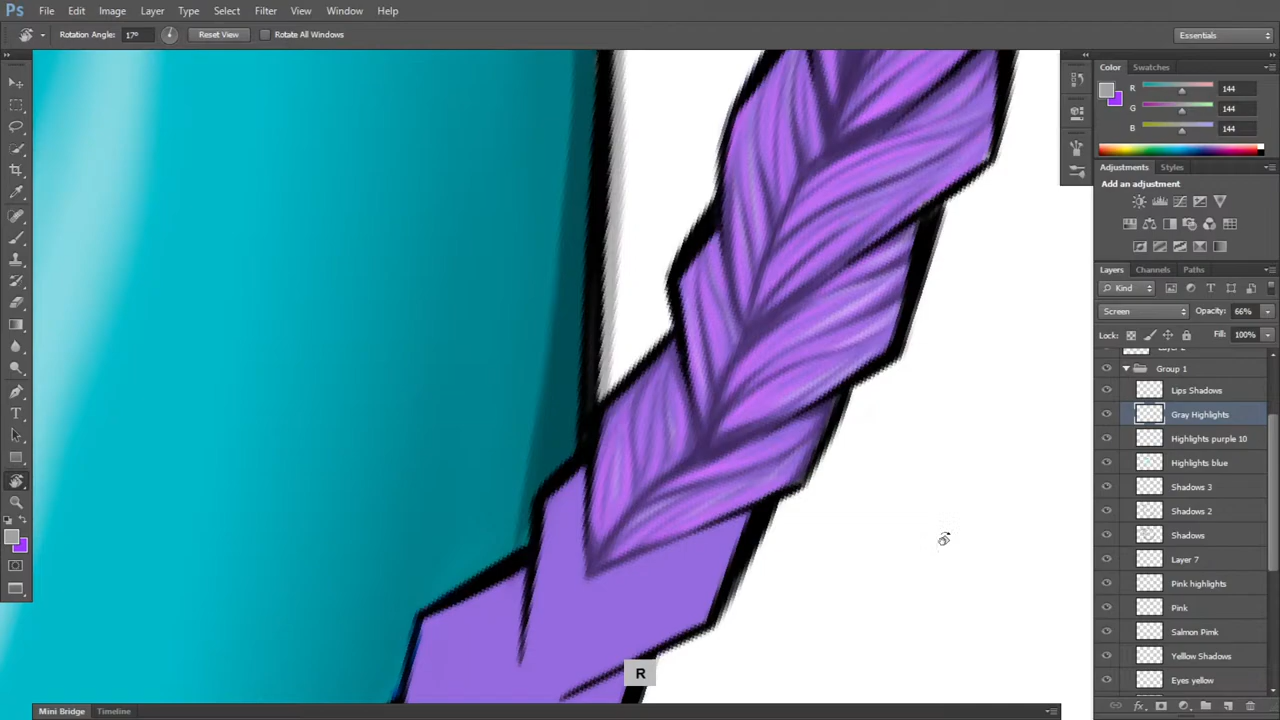 Ps File Edit Image Layer Type Select Filter View Window Help
Rotation Angle: 17° Reset View Rotate All Windows Essentials
Color Swatches
R 144
G 144
B 144
Adjustments Styles
Add an adjustment
Layers Channels Paths
Kind
Screen Opacity: 66%
Lock: Fill: 100%
Group 1
Lips Shadows
Gray Highlights
Highlights purple 10
Highlights blue
Shadows 3
Shadows 2
Shadows
Layer 7
Pink highlights
Pink
Salmon Pimk
Yelllow Shadows
Eyes yellow
R
Mini Bridge Timeline